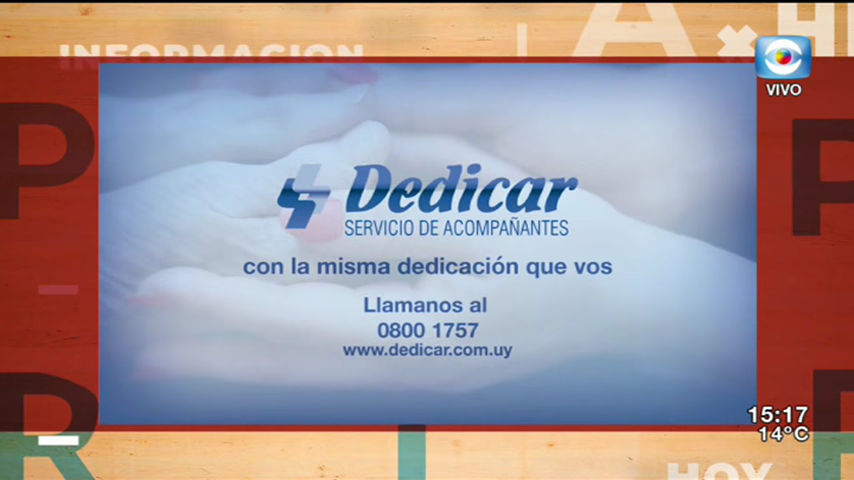 INFORMACION
A×H
VIVO
P
P
Dedicar
SERVICIO DE ACOMPAÑANTES
con la misma dedicación que vos
Llamanos al
0800 1757
www.dedicar.com.uy
R
P
15:17
14°C
HOY